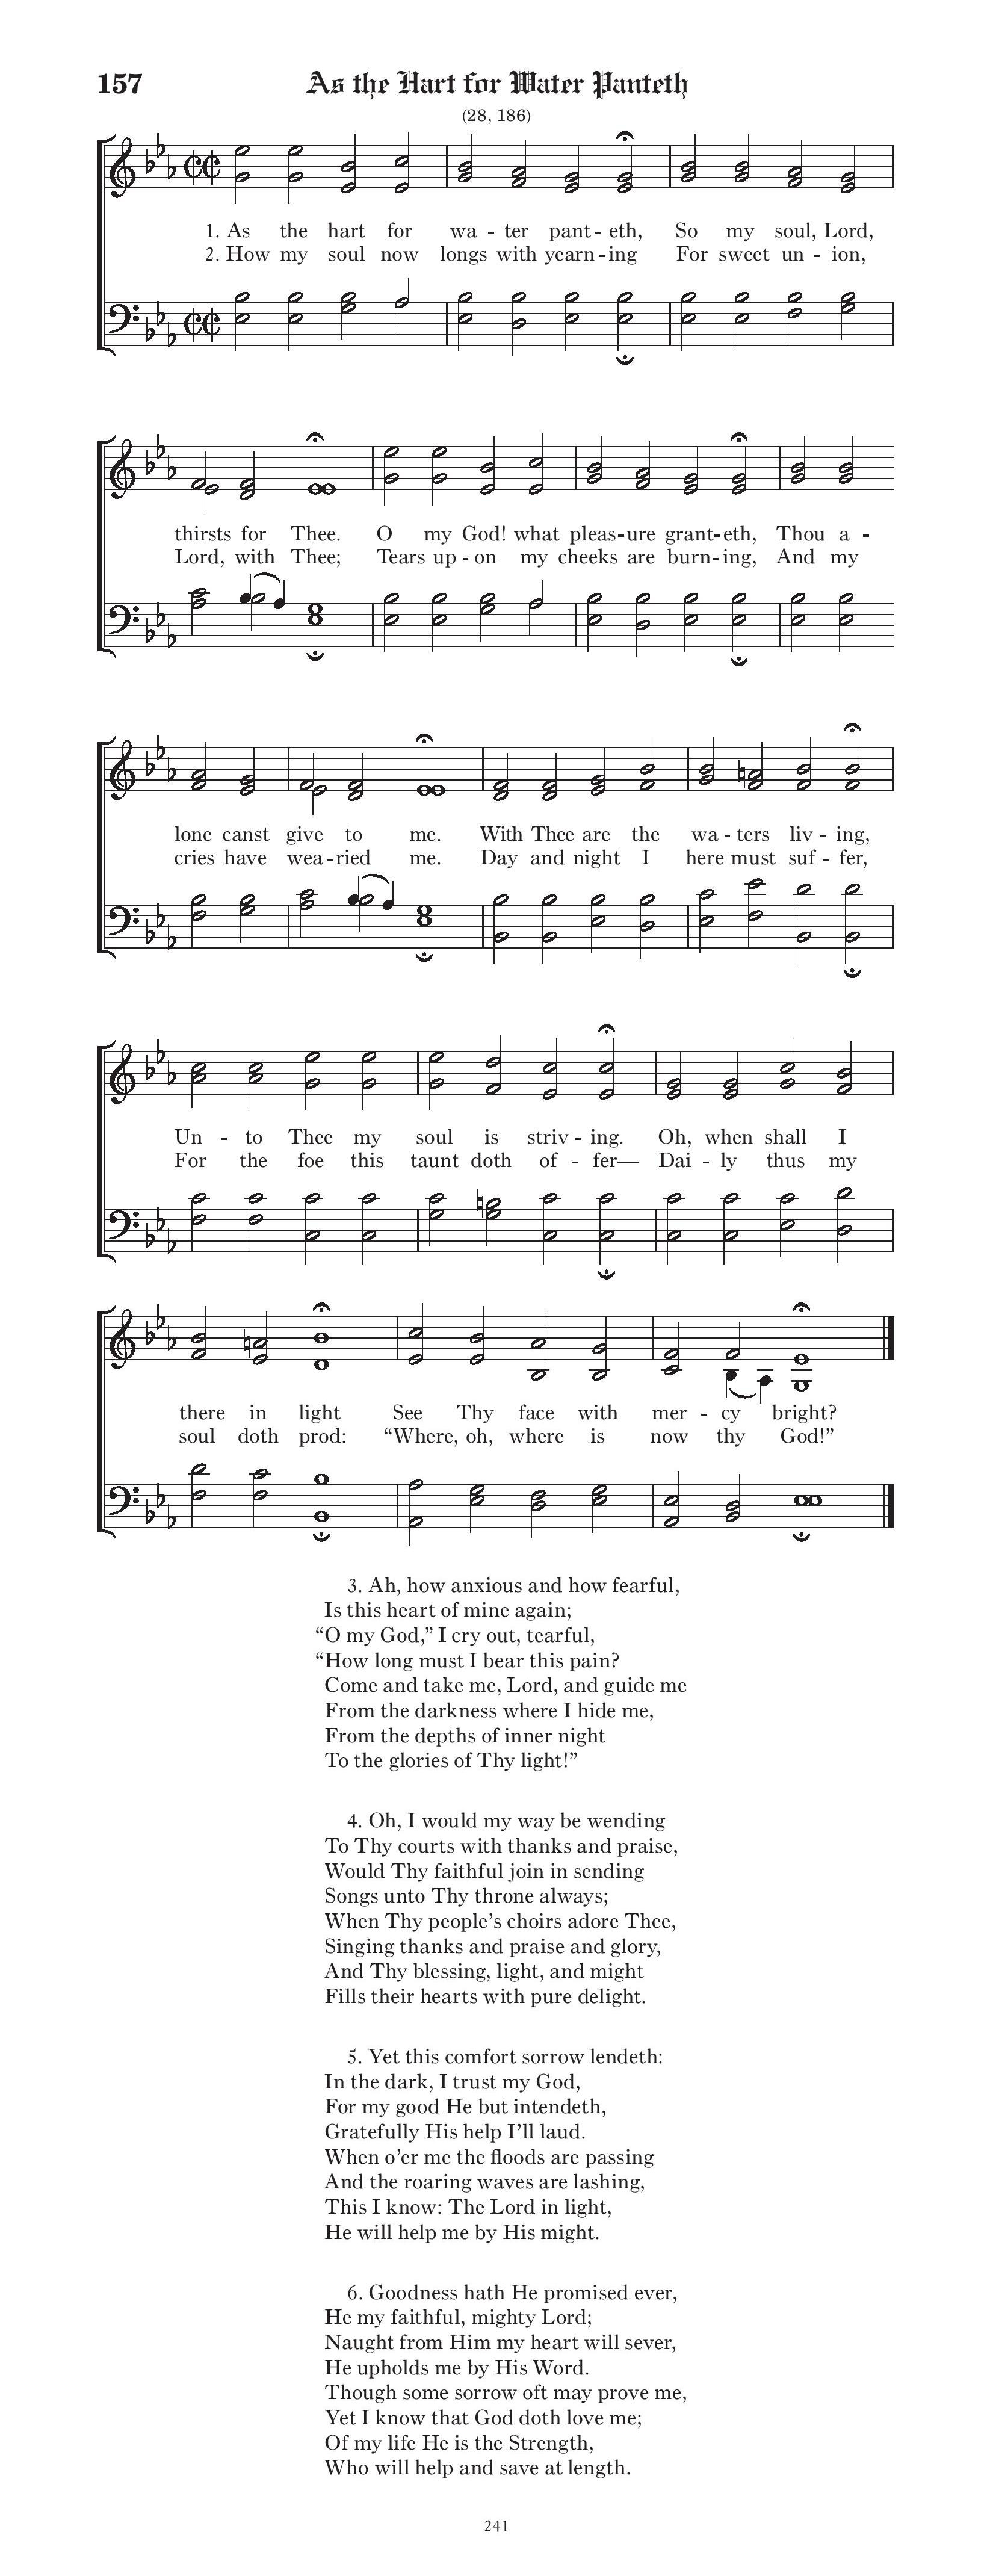 157 As the Hart for Water Panteth
(28, 186)
1. As the hart for wa - ter pant - eth, So my soul, Lord,
2. How my soul now longs with yearn - ing For sweet un - ion,
thirsts for Thee. O my God! what pleas - ure grant - eth, Thou a -
Lord, with Thee; Tears up - on my cheeks are burn - ing, And my
lone canst give to me. With Thee are the wa - ters liv - ing,
cries have wea - ried me. Day and night I here must suf - fer,
Un - to Thee my soul is striv - ing. Oh, when shall I
For the foe this taunt doth of - fer— Dai - ly thus my
there in light See Thy face with mer - cy bright?
soul doth prod: “Where, oh, where is now thy God!”
3. Ah, how anxious and how fearful,
Is this heart of mine again;
“O my God,” I cry out, tearful,
“How long must I bear this pain?
Come and take me, Lord, and guide me
From the darkness where I hide me,
From the depths of inner night
To the glories of Thy light!”
4. Oh, I would my way be wending
To Thy courts with thanks and praise,
Would Thy faithful join in sending
Songs unto Thy throne always;
When Thy people’s choirs adore Thee,
Singing thanks and praise and glory,
And Thy blessing, light, and might
Fills their hearts with pure delight.
5. Yet this comfort sorrow lendeth:
In the dark, I trust my God,
For my good He but intendeth,
Gratefully His help I’ll laud.
When o’er me the floods are passing
And the roaring waves are lashing,
This I know: The Lord in light,
He will help me by His might.
6. Goodness hath He promised ever,
He my faithful, mighty Lord;
Naught from Him my heart will sever,
He upholds me by His Word.
Though some sorrow oft may prove me,
Yet I know that God doth love me;
Of my life He is the Strength,
Who will help and save at length.
241